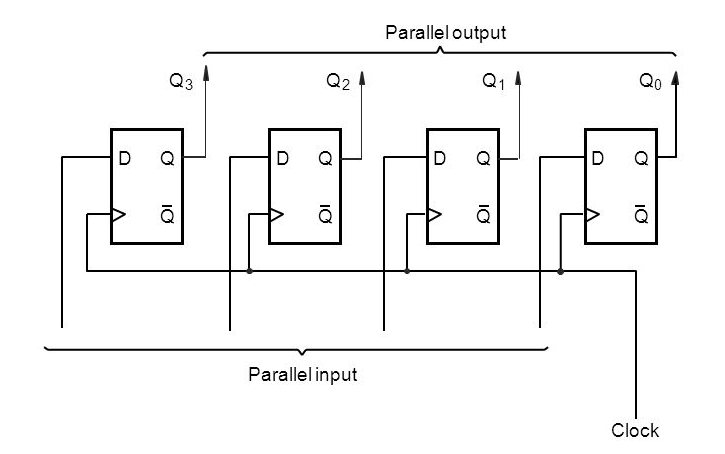 Parallel output
Q3 Q2 Q1 Q0
D Q D Q D Q D Q
Q̅ Q̅ Q̅ Q̅
Parallel input
Clock